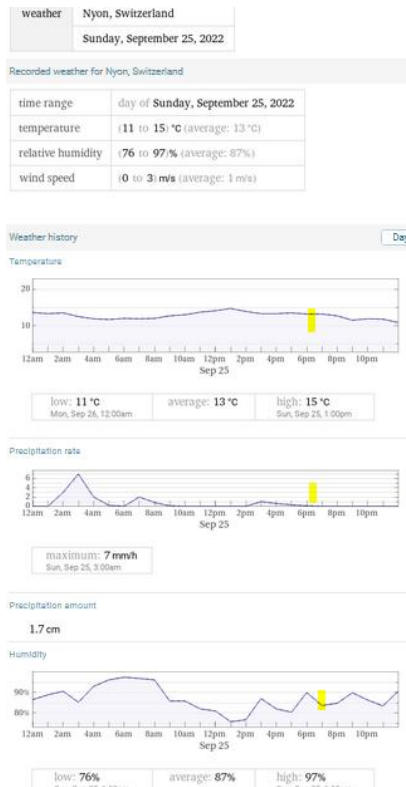 weather Nyon, Switzerland
Sunday, September 25, 2022
Recorded weather for Nyon, Switzerland
time range day of Sunday, September 25, 2022
temperature (11 to 15) °C (average: 13 °C)
relative humidity (76 to 97)% (average: 87%)
wind speed (0 to 3) m/s (average: 1 m/s)
Weather history Day
Temperature
20
10
12am 2am 4am 6am 8am 10am 12pm 2pm 4pm 6pm 8pm 10pm
Sep 25
low: 11 °C average: 13 °C high: 15 °C
Mon, Sep 26, 12:00am Sun, Sep 25, 1:00pm
Precipitation rate
6
4
2
0
12am 2am 4am 6am 8am 10am 12pm 2pm 4pm 6pm 8pm 10pm
Sep 25
maximum: 7 mm/h
Sun, Sep 25, 3:00am
Precipitation amount
1.7 cm
Humidity
90%
80%
12am 2am 4am 6am 8am 10am 12pm 2pm 4pm 6pm 8pm 10pm
Sep 25
low: 76% average: 87% high: 97%